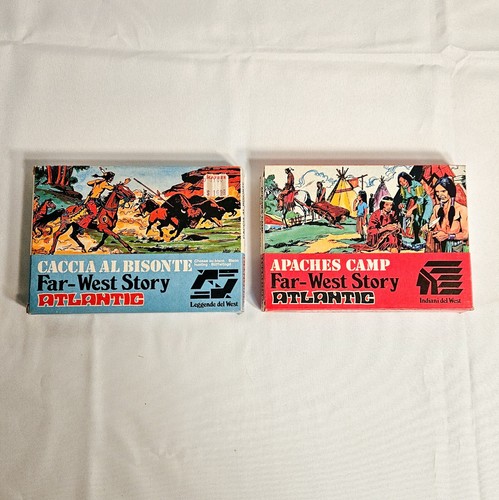 CACCIA AL BISONTE
Far-West Story
ATLANTIC
Leggende del West
APACHES CAMP
Far-West Story
ATLANTIC
Indiani del West